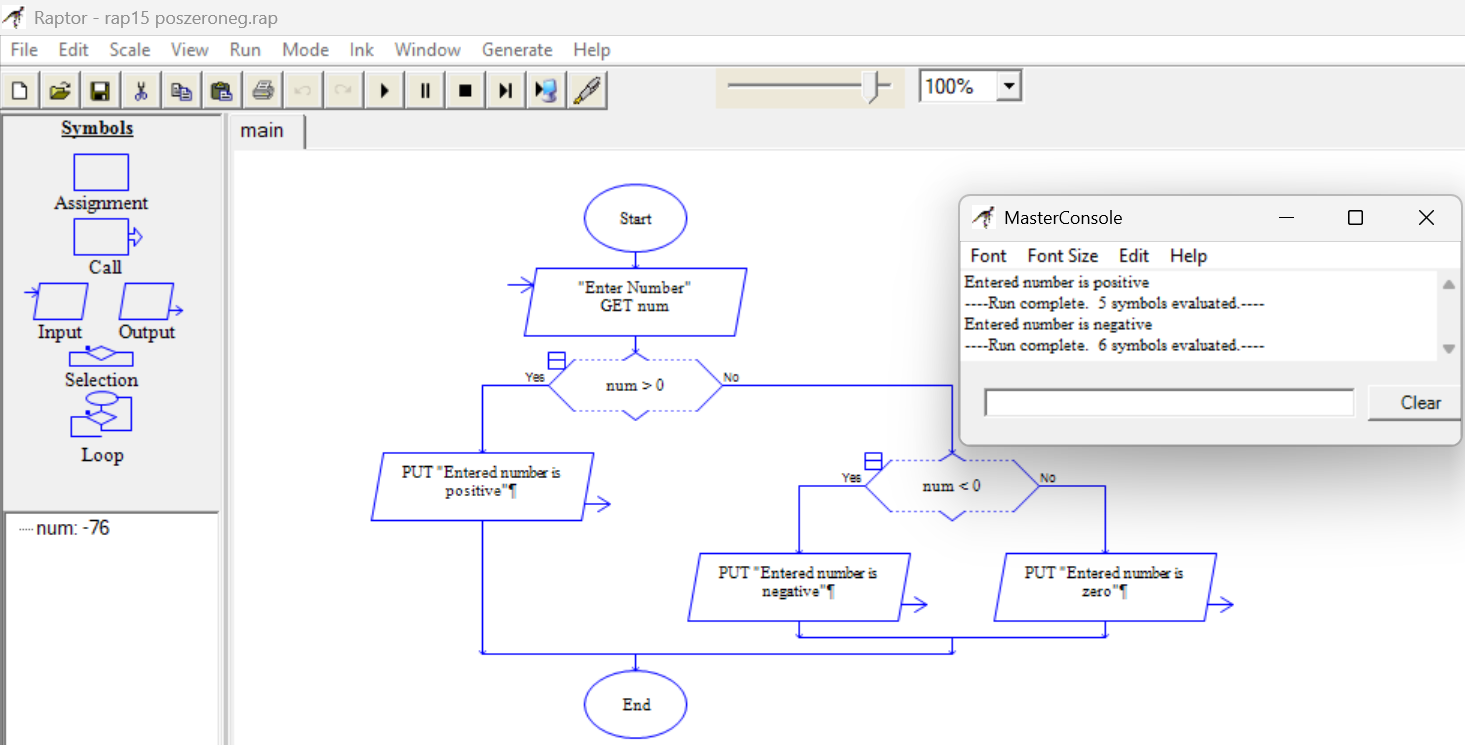 Raptor - rap15 poszeroneg.rap
File Edit Scale View Run Mode Ink Window Generate Help
100%
Symbols
Assignment
Call
Input Output
Selection
Loop
num: -76
main
Start
"Enter Number"
GET num
Yes num > 0 No
PUT "Entered number is
positive"¶
Yes num < 0 No
PUT "Entered number is
negative"¶
PUT "Entered number is
zero"¶
End
MasterConsole
Font Font Size Edit Help
Entered number is positive
----Run complete.  5 symbols evaluated.----
Entered number is negative
----Run complete.  6 symbols evaluated.----
Clear